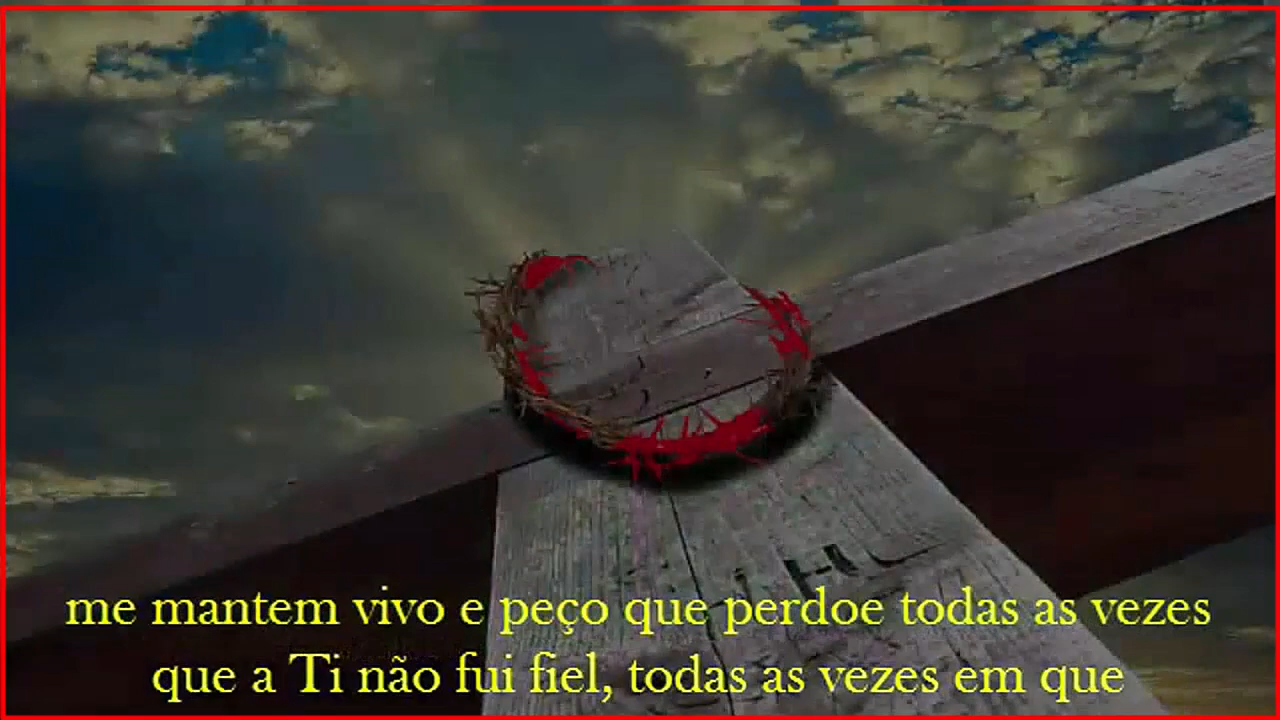 me mantem vivo e peço que perdoe todas as vezes
que a Ti não fui fiel, todas as vezes em que